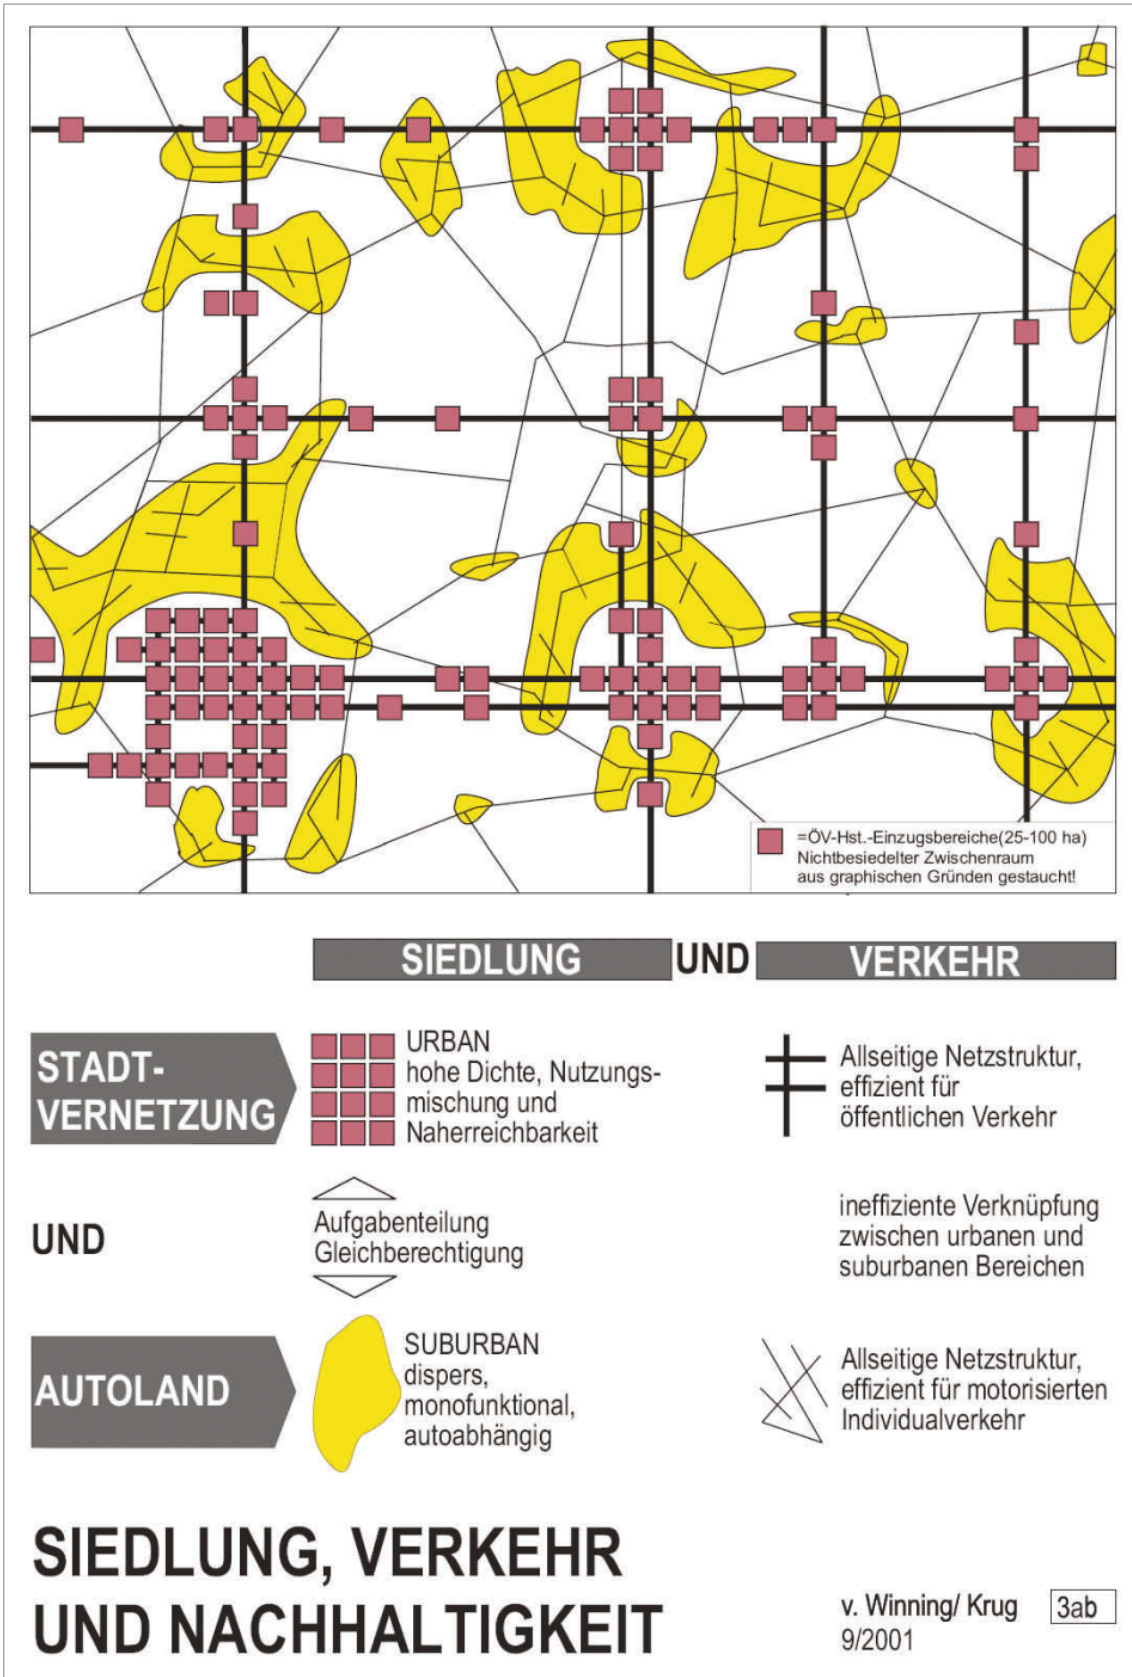 =ÖV-Hst.-Einzugsbereiche(25-100 ha)
Nichtbesiedelter Zwischenraum
aus graphischen Gründen gestaucht!
SIEDLUNG UND VERKEHR
STADT-
VERNETZUNG
URBAN
hohe Dichte, Nutzungs-
mischung und
Naherreichbarkeit
Allseitige Netzstruktur,
effizient für
öffentlichen Verkehr
UND
Aufgabenteilung
Gleichberechtigung
ineffiziente Verknüpfung
zwischen urbanen und
suburbanen Bereichen
AUTOLAND
SUBURBAN
dispers,
monofunktional,
autoabhängig
Allseitige Netzstruktur,
effizient für motorisierten
Individualverkehr
SIEDLUNG, VERKEHR
UND NACHHALTIGKEIT
v. Winning/ Krug
9/2001
3ab